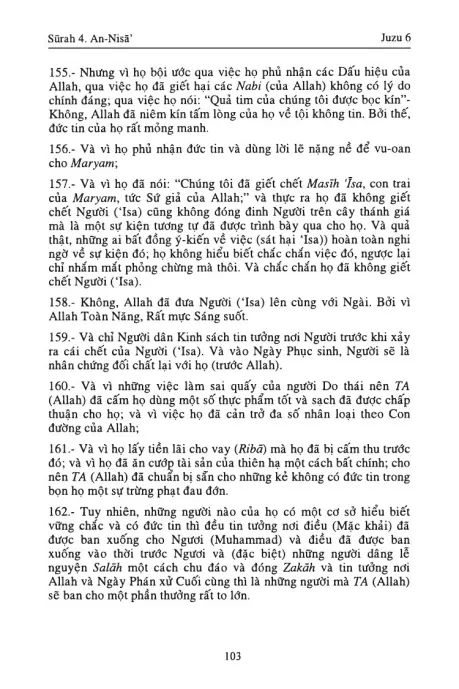 Sūrah 4. An-Nisā’ Juzu 6
155.- Nhưng vì họ bội ước qua việc họ phủ nhận các Dấu hiệu của
Allah, qua việc họ đã giết hại các Nabi (của Allah) không có lý do
chính đáng; qua việc họ nói: “Quả tim của chúng tôi được bọc kín”-
Không, Allah đã niêm kín tấm lòng của họ về tội không tin. Bởi thế,
đức tin của họ rất mỏng manh.
156.- Và vì họ phủ nhận đức tin và dùng lời lẽ nặng nề để vu-oan
cho Maryam;
157.- Và vì họ đã nói: “Chúng tôi đã giết chết Masīh 'Īsa, con trai
của Maryam, tức Sứ giả của Allah;” và thực ra họ đã không giết
chết Người (‘Isa) cũng không đóng đinh Người trên cây thánh giá
mà là một sự kiện tương tự đã được trình bày qua cho họ. Và quả
thật, những ai bất đồng ý-kiến về việc (sát hại ‘Isa)) hoàn toàn nghi
ngờ về sự kiện đó; họ không hiểu biết chắc chắn việc đó, ngược lại
chỉ nhắm mắt phỏng chừng mà thôi. Và chắc chắn họ đã không giết
chết Người (‘Isa).
158.- Không, Allah đã đưa Người (‘Isa) lên cùng với Ngài. Bởi vì
Allah Toàn Năng, Rất mực Sáng suốt.
159.- Và chỉ Người dân Kinh sách tin tưởng nơi Người trước khi xảy
ra cái chết của Người (‘Isa). Và vào Ngày Phục sinh, Người sẽ là
nhân chứng đối chất lại với họ (trước Allah).
160.- Và vì những việc làm sai quấy của người Do thái nên TA
(Allah) đã cấm họ dùng một số thực phẩm tốt và sạch đã được chấp
thuận cho họ; và vì việc họ đã cản trở đa số nhân loại theo Con
đường của Allah;
161.- Và vì họ lấy tiền lãi cho vay (Ribā) mà họ đã bị cấm thu trước
đó; và vì họ đã ăn cướp tài sản của thiên hạ một cách bất chính; cho
nên TA (Allah) đã chuẩn bị sẵn cho những kẻ không có đức tin trong
bọn họ một sự trừng phạt đau đớn.
162.- Tuy nhiên, những người nào của họ có một cơ sở hiểu biết
vững chắc và có đức tin thì đều tin tưởng nơi điều (Mặc khải) đã
được ban xuống cho Ngươi (Muhammad) và điều đã được ban
xuống vào thời trước Ngươi và (đặc biệt) những người dâng lễ
nguyện Salāh một cách chu đáo và đóng Zakāh và tin tưởng nơi
Allah và Ngày Phán xử Cuối cùng thì là những người mà TA (Allah)
sẽ ban cho một phần thưởng rất to lớn.
103